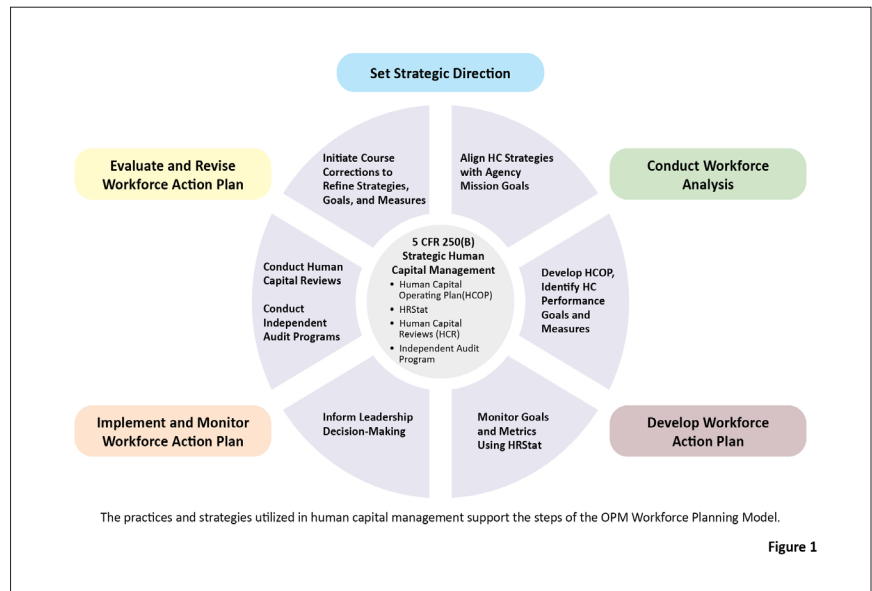 Set Strategic Direction
Evaluate and Revise
Workforce Action Plan
Initiate Course
Corrections to
Refine Strategies,
Goals, and Measures
Align HC Strategies
with Agency
Mission Goals
Conduct Workforce
Analysis
Conduct Human
Capital Reviews
Conduct
Independent
Audit Programs
5 CFR 250(B)
Strategic Human
Capital Management
• Human Capital
Operating Plan(HCOP)
• HRStat
• Human Capital
Reviews (HCR)
• Independent Audit
Program
Develop HCOP,
Identify HC
Performance
Goals and
Measures
Implement and Monitor
Workforce Action Plan
Inform Leadership
Decision-Making
Monitor Goals
and Metrics
Using HRStat
Develop Workforce
Action Plan
The practices and strategies utilized in human capital management support the steps of the OPM Workforce Planning Model.
Figure 1